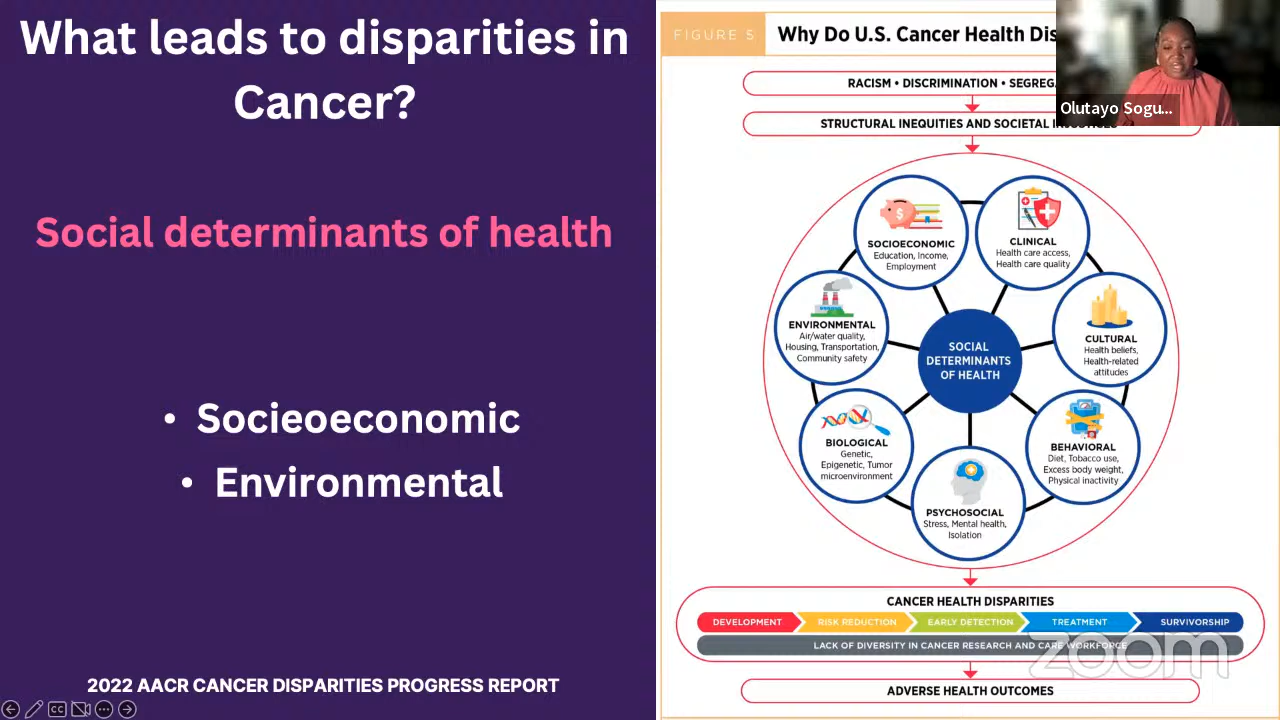 What leads to disparities in
Cancer?
Social determinants of health
• Socieoeconomic
• Environmental
2022 AACR CANCER DISPARITIES PROGRESS REPORT
CC
FIGURE 5
Why Do U.S. Cancer Health
RACISM • DISCRIMINATION •
STRUCTURAL INEQUITIES AND SOCIETAL
Olutayo Sogu...
SOCIOECONOMIC
Education, Income,
Employment
CLINICAL
Health care access,
Health care quality
ENVIRONMENTAL
Air/water quality,
Housing, Transportation,
Community safety
CULTURAL
Health beliefs,
Health-related
attitudes
SOCIAL
DETERMINANTS
OF HEALTH
BIOLOGICAL
Genetic,
Epigenetic, Tumor
microenvironment
BEHAVIORAL
Diet, Tobacco use,
Excess body weight,
Physical inactivity
PSYCHOSOCIAL
Stress, Mental health,
Isolation
CANCER HEALTH DISPARITIES
DEVELOPMENT RISK REDUCTION EARLY DETECTION TREATMENT SURVIVORSHIP
LACK OF DIVERSITY IN CANCER RESEARCH AND CARE WORKFORCE
zoom
ADVERSE HEALTH OUTCOMES